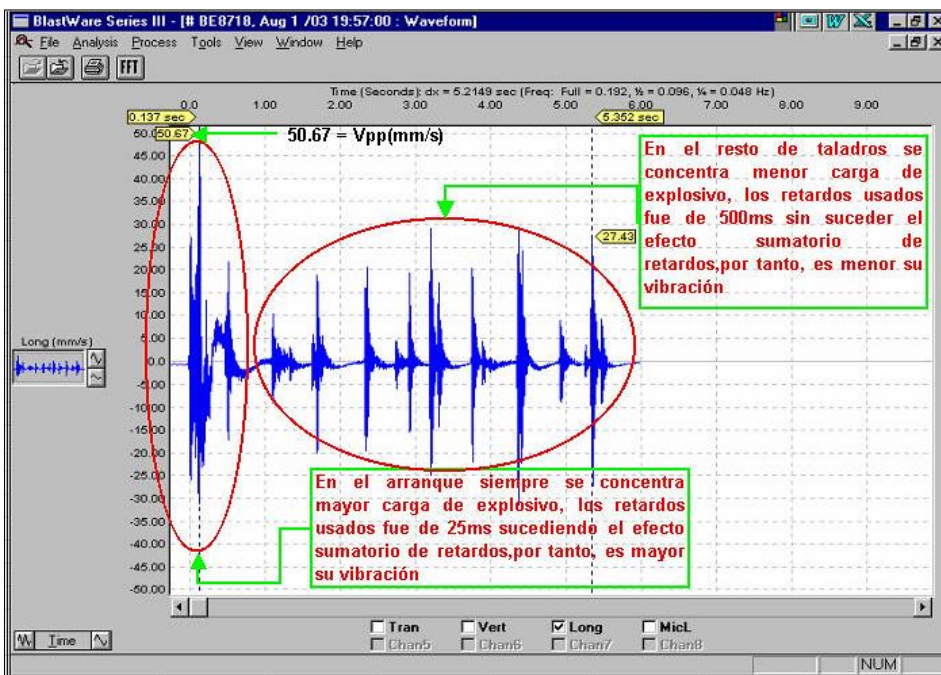 BlastWare Series III - [# BE8718, Aug 1 /03 19:57:00 : Waveform]
File Analysis Process Tools View Window Help
FFT
Time (Seconds): dx = 5.2149 sec (Freq: Full = 0.192, ½ = 0.096, ¼ = 0.048 Hz)
0.0 1.00 2.00 3.00 4.00 5.00 6.00 7.00 8.00 9.00
0.137 sec
5.352 sec
50.67
50.67 = Vpp(mm/s)
En el resto de taladros se
concentra menor carga de
explosivo, los retardos usados
fue de 500ms sin suceder el
efecto sumatorio de
retardos,por tanto, es menor su
vibración
27.43
50.00
45.00
40.00
35.00
30.00
25.00
20.00
15.00
10.00
5.00
0.0
-5.00
-10.00
-15.00
-20.00
-25.00
-30.00
-35.00
-40.00
-45.00
-50.00
Long (mm/s)
En el arranque siempre se concentra
mayor carga de explosivo, los retardos
usados fue de 25ms sucediendo el efecto
sumatorio de retardos,por tanto, es mayor
su vibración
Time
Tran Vert Long MicL
Chan5 Chan6 Chan7 Chan8
NUM